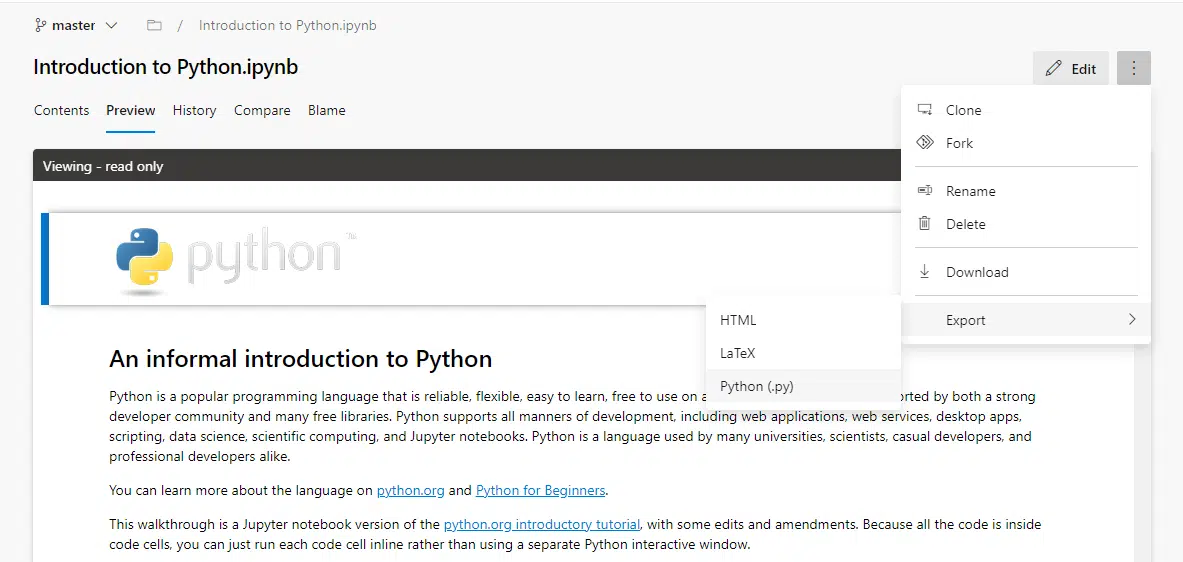 master / Introduction to Python.ipynb
Introduction to Python.ipynb
Edit
Contents Preview History Compare Blame
Clone
Fork
Rename
Delete
Download
Export
HTML
LaTeX
Python (.py)
Viewing - read only
python™
An informal introduction to Python
Python is a popular programming language that is reliable, flexible, easy to learn, free to use on a orted by both a strong
developer community and many free libraries. Python supports all manners of development, including web applications, web services, desktop apps,
scripting, data science, scientific computing, and Jupyter notebooks. Python is a language used by many universities, scientists, casual developers, and
professional developers alike.
You can learn more about the language on python.org and Python for Beginners.
This walkthrough is a Jupyter notebook version of the python.org introductory tutorial, with some edits and amendments. Because all the code is inside
code cells, you can just run each code cell inline rather than using a separate Python interactive window.